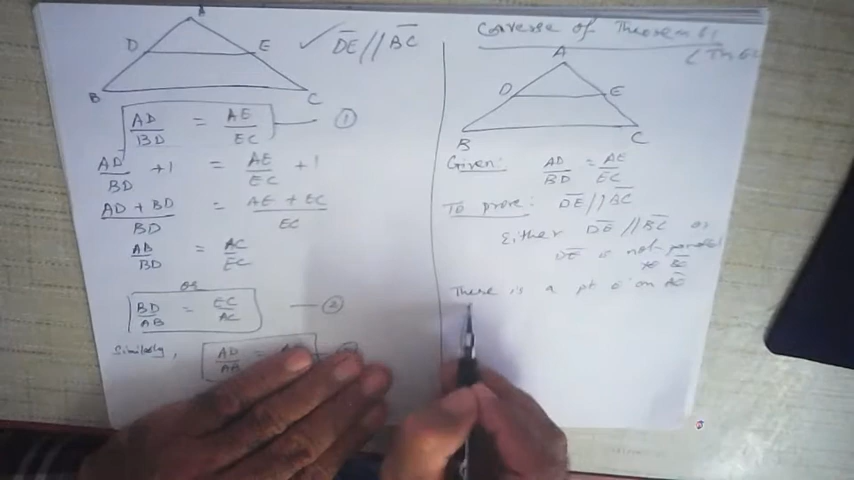 A
D E
B C
✓ DE // BC
AD/BD = AE/EC — 1
AD/BD + 1 = AE/EC + 1
AD + BD/BD = AE + EC/EC
AB/BD = AC/EC
or
BD/AB = EC/AC — 2
Similarly, AD/AB =
Converse of Theorem 61
A
D E
B C
Given: AD/BD = AE/EC
To prove: DE // BC
Either DE // BC or
DE is not parallel
to BC
There is a pt on